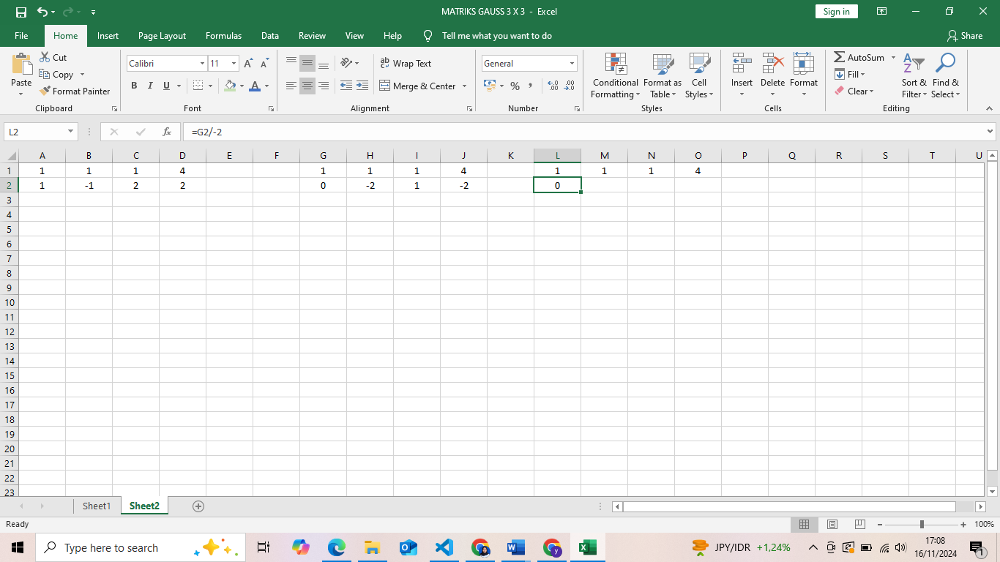 MATRIKS GAUSS 3 X 3 - Excel
Sign in
File Home Insert Page Layout Formulas Data Review View Help Tell me what you want to do Share
Paste
Cut
Copy
Format Painter
Clipboard
Calibri 11
B I U
Font
Wrap Text
Merge & Center
Alignment
General
Number
Conditional Formatting
Format as Table
Cell Styles
Styles
Insert Delete Format
Cells
AutoSum
Fill
Clear
Sort & Filter
Find & Select
Editing
L2 fx =G2/-2
A B C D E F G H I J K L M N O P Q R S T U
1 1 1 1 4 1 1 1 4 1 1 1 4
2 1 -1 2 2 0 -2 1 -2 0
3
4
5
6
7
8
9
10
11
12
13
14
15
16
17
18
19
20
21
22
23
Sheet1 Sheet2
Ready 100%
Type here to search
JPY/IDR +1,24%
17:08
16/11/2024
1